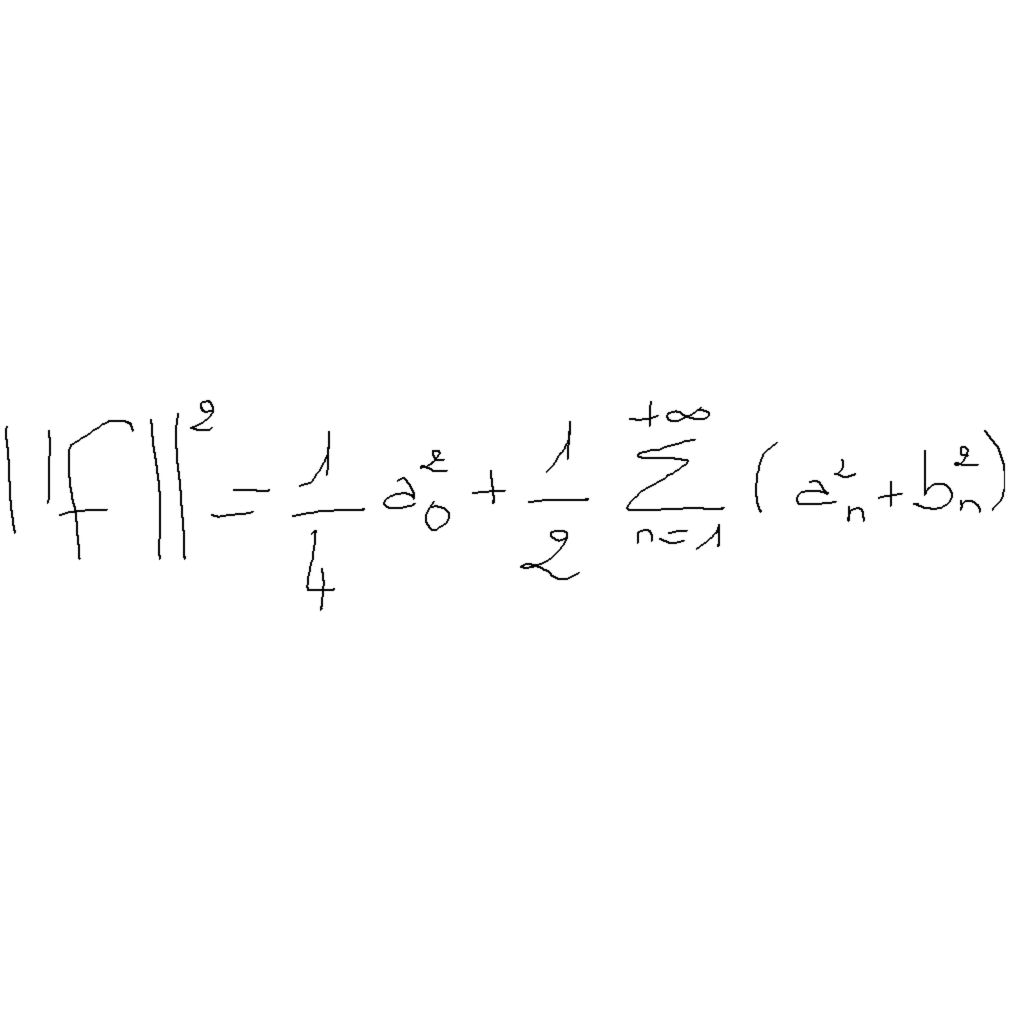 ||f||² = 1/4 a₀² + 1/2 ∑_{n=1}^{+∞} (aₙ² + bₙ²)